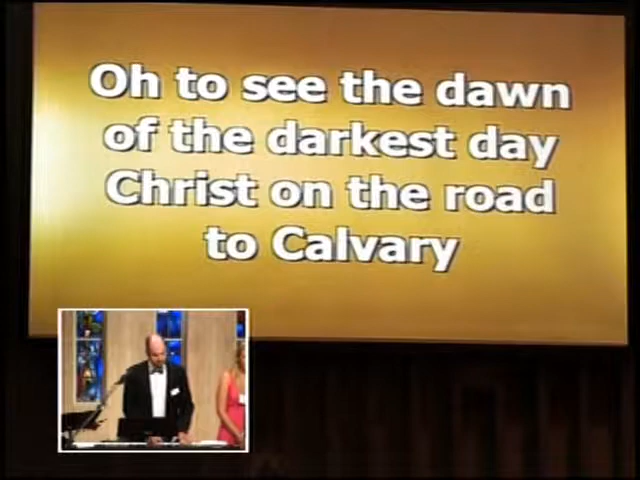 Oh to see the dawn
of the darkest day
Christ on the road
to Calvary